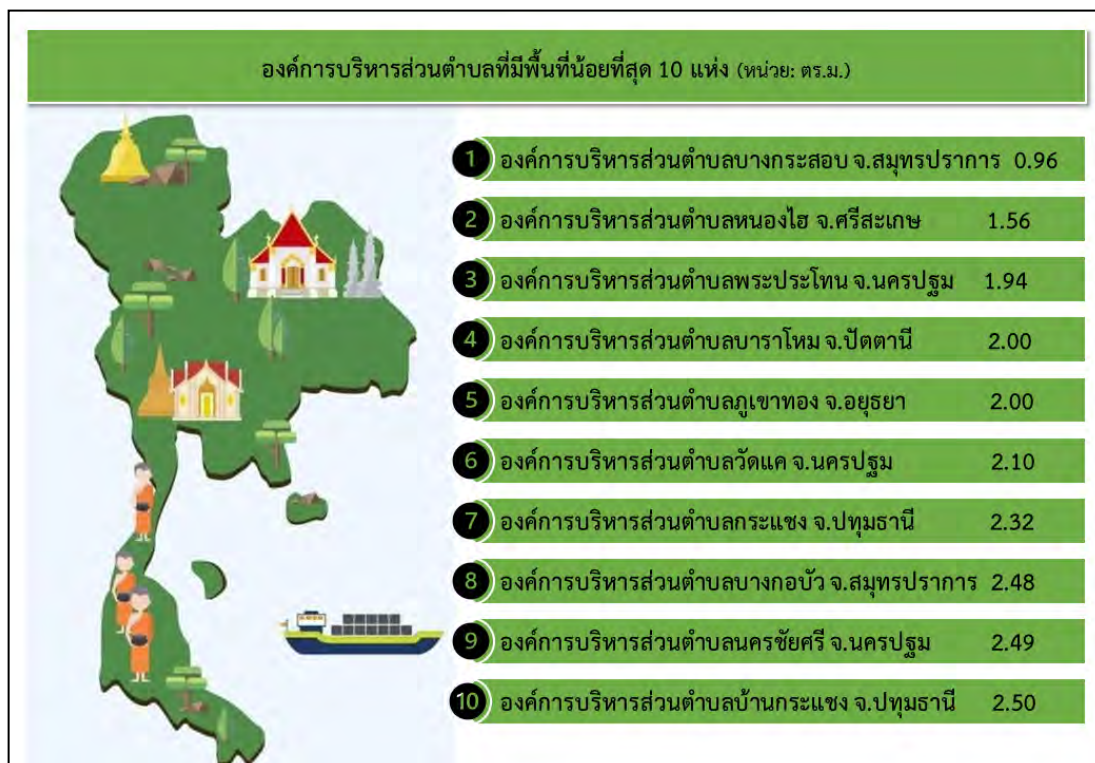 องค์การบริหารส่วนตำบลที่มีพื้นที่น้อยที่สุด 10 แห่ง (หน่วย: ตร.ม.)
1 องค์การบริหารส่วนตำบลบางกระสอบ จ.สมุทรปราการ 0.96
2 องค์การบริหารส่วนตำบลหนองไฮ จ.ศรีสะเกษ 1.56
3 องค์การบริหารส่วนตำบลพระประโทน จ.นครปฐม 1.94
4 องค์การบริหารส่วนตำบลบาราโหม จ.ปัตตานี 2.00
5 องค์การบริหารส่วนตำบลภูเขาทอง จ.อยุธยา 2.00
6 องค์การบริหารส่วนตำบลวัดแค จ.นครปฐม 2.10
7 องค์การบริหารส่วนตำบลกระแชง จ.ปทุมธานี 2.32
8 องค์การบริหารส่วนตำบลบางกอบัว จ.สมุทรปราการ 2.48
9 องค์การบริหารส่วนตำบลนครชัยศรี จ.นครปฐม 2.49
10 องค์การบริหารส่วนตำบลบ้านกระแชง จ.ปทุมธานี 2.50